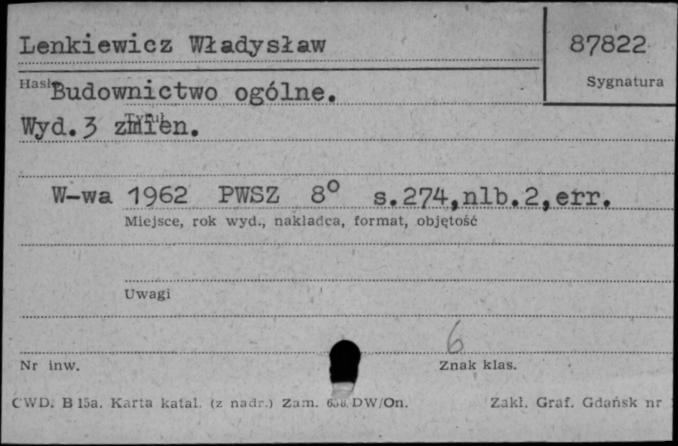 Lenkiewicz Władysław 87822
Sygnatura
Hasło Budownictwo ogólne.
Tytuł
Wyd.3 zmien.
W-wa 1962 PWSZ 8° s.274,nlb.2,err.
Miejsce, rok wyd., nakładca, format, objętość
Uwagi
6
Nr inw. Znak klas.
CWD. B 15a. Karta katal. (z nadr.) Zam. DW/On. Zakł. Graf. Gdańsk nr